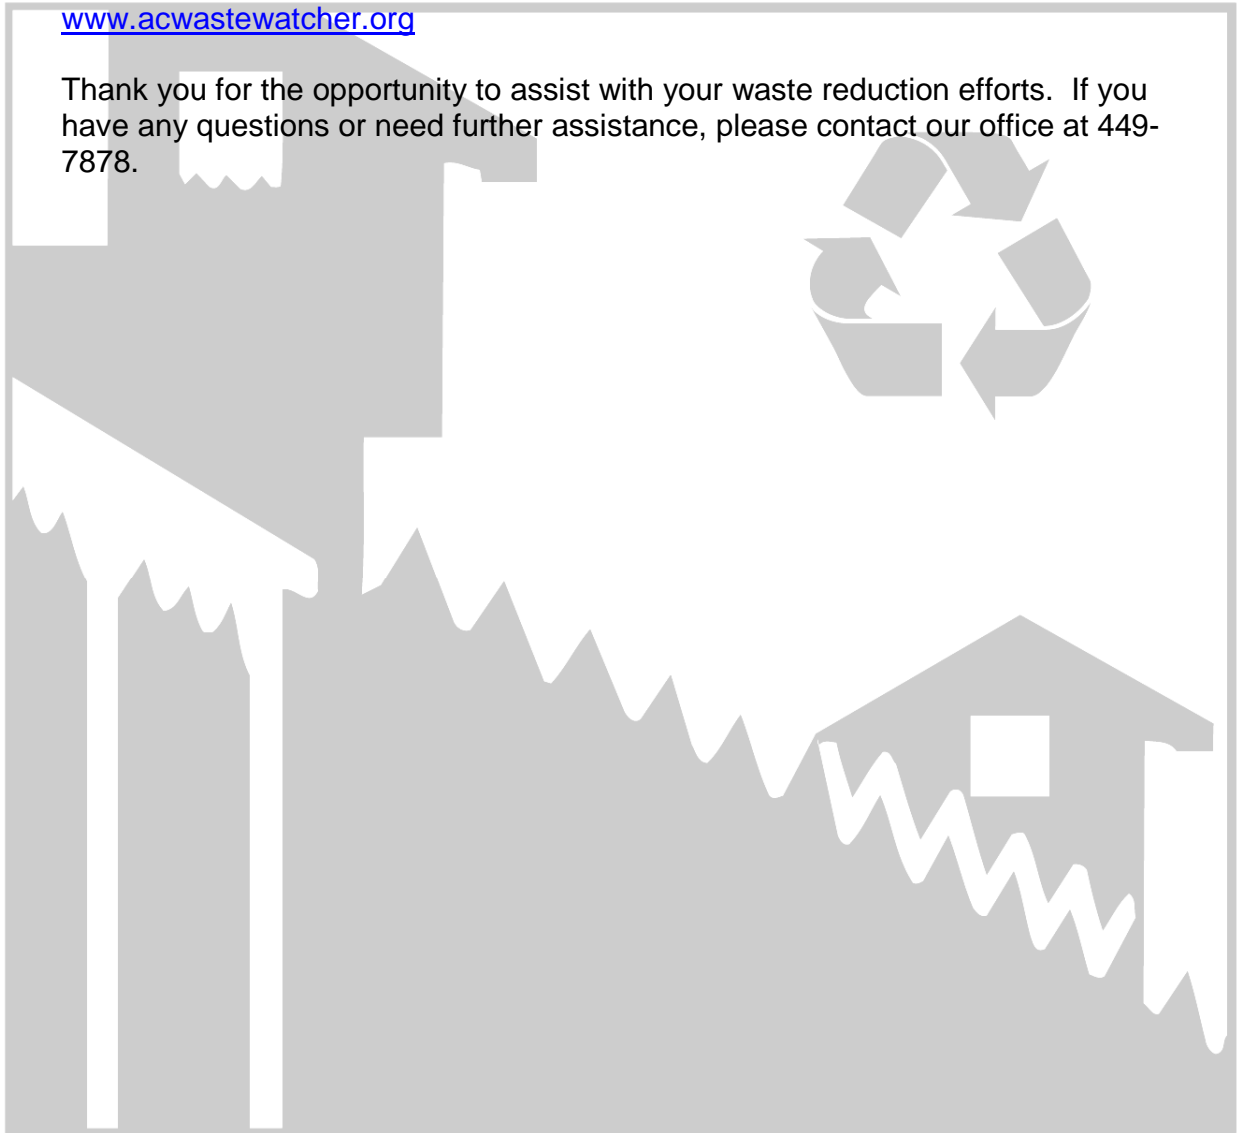 www.acwastewatcher.org
Thank you for the opportunity to assist with your waste reduction efforts.  If you
have any questions or need further assistance, please contact our office at 449-
7878.